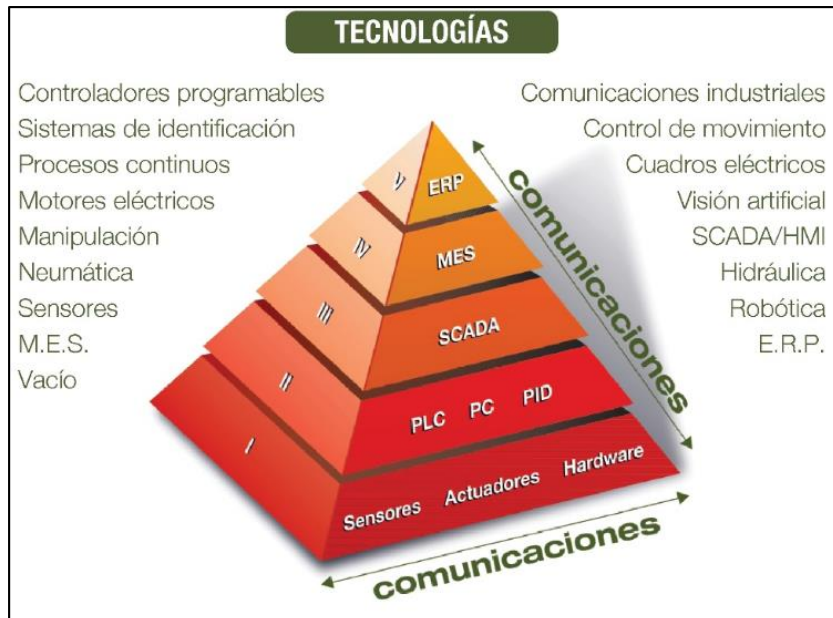 TECNOLOGÍAS
Controladores programables
Sistemas de identificación
Procesos continuos
Motores eléctricos
Manipulación
Neumática
Sensores
M.E.S.
Vacío
Comunicaciones industriales
Control de movimiento
Cuadros eléctricos
Visión artificial
SCADA/HMI
Hidráulica
Robótica
E.R.P.
V ERP
IV MES
III SCADA
II PLC PC PID
I Sensores Actuadores Hardware
comunicaciones
comunicaciones